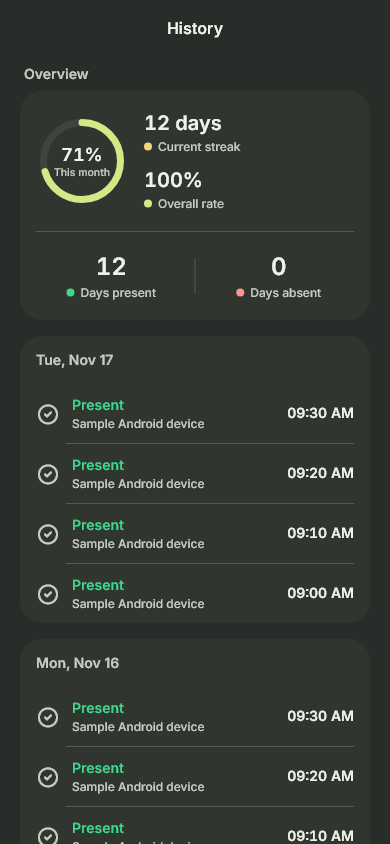 History
Overview
71%
This month
12 days
Current streak
100%
Overall rate
12
Days present
0
Days absent
Tue, Nov 17
Present
Sample Android device
09:30 AM
Present
Sample Android device
09:20 AM
Present
Sample Android device
09:10 AM
Present
Sample Android device
09:00 AM
Mon, Nov 16
Present
Sample Android device
09:30 AM
Present
Sample Android device
09:20 AM
Present
09:10 AM